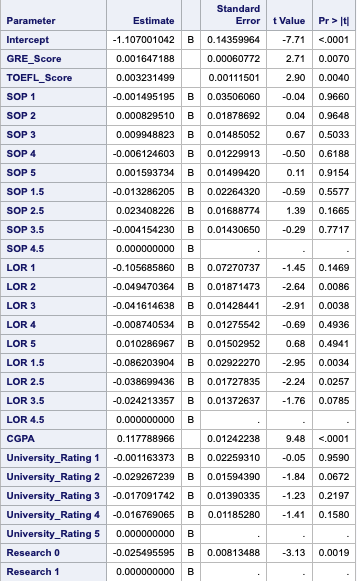 Parameter Estimate Standard Error t Value Pr > |t|
Intercept -1.107001042 B 0.14359964 -7.71 <.0001
GRE_Score 0.001647188 0.00060772 2.71 0.0070
TOEFL_Score 0.003231499 0.00111501 2.90 0.0040
SOP 1 -0.001495195 B 0.03506060 -0.04 0.9660
SOP 2 0.000829510 B 0.01878692 0.04 0.9648
SOP 3 0.009948823 B 0.01485052 0.67 0.5033
SOP 4 -0.006124603 B 0.01229913 -0.50 0.6188
SOP 5 0.001593734 B 0.01499420 0.11 0.9154
SOP 1.5 -0.013286205 B 0.02264320 -0.59 0.5577
SOP 2.5 0.023408226 B 0.01688774 1.39 0.1665
SOP 3.5 -0.004154230 B 0.01430650 -0.29 0.7717
SOP 4.5 0.000000000 B . . .
LOR 1 -0.105685860 B 0.07270737 -1.45 0.1469
LOR 2 -0.049470364 B 0.01871473 -2.64 0.0086
LOR 3 -0.041614638 B 0.01428441 -2.91 0.0038
LOR 4 -0.008740534 B 0.01275542 -0.69 0.4936
LOR 5 0.010286967 B 0.01502952 0.68 0.4941
LOR 1.5 -0.086203904 B 0.02922270 -2.95 0.0034
LOR 2.5 -0.038699436 B 0.01727835 -2.24 0.0257
LOR 3.5 -0.024213357 B 0.01372637 -1.76 0.0785
LOR 4.5 0.000000000 B . . .
CGPA 0.117788966 0.01242238 9.48 <.0001
University_Rating 1 -0.001163373 B 0.02259310 -0.05 0.9590
University_Rating 2 -0.029267239 B 0.01594390 -1.84 0.0672
University_Rating 3 -0.017091742 B 0.01390335 -1.23 0.2197
University_Rating 4 -0.016769065 B 0.01185280 -1.41 0.1580
University_Rating 5 0.000000000 B . . .
Research 0 -0.025495595 B 0.00813488 -3.13 0.0019
Research 1 0.000000000 B . . .